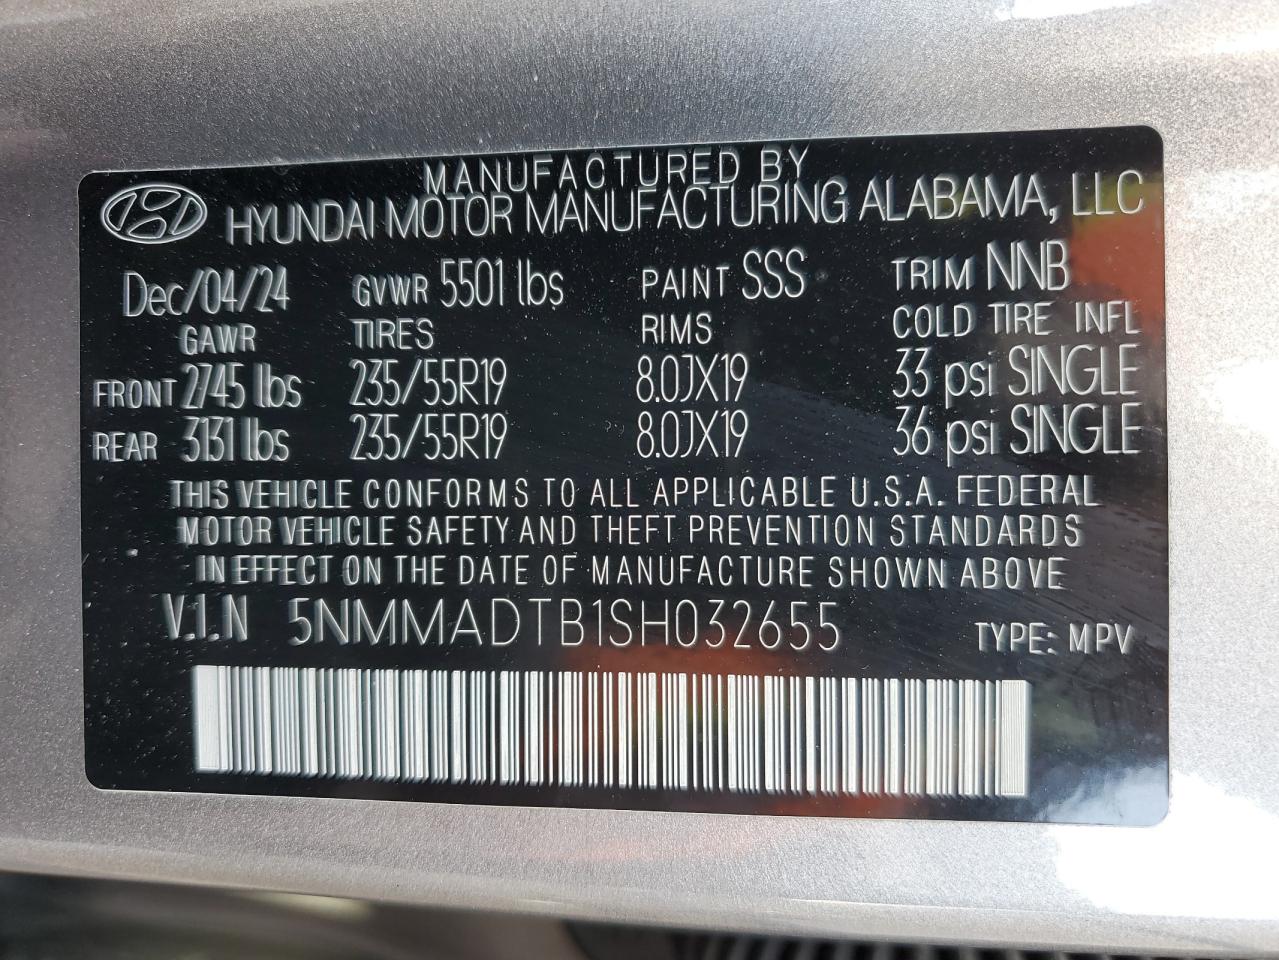 MANUFACTURED BY
HYUNDAI MOTOR MANUFACTURING ALABAMA, LLC
Dec/04/24 GVWR 5501 lbs PAINT SSS TRIM NNB
GAWR TIRES RIMS COLD TIRE INFL
FRONT 2745 lbs 235/55R19 8.0JX19 33 psi SINGLE
REAR 3131 lbs 235/55R19 8.0JX19 36 psi SINGLE
THIS VEHICLE CONFORMS TO ALL APPLICABLE U.S.A. FEDERAL
MOTOR VEHICLE SAFETY AND THEFT PREVENTION STANDARDS
IN EFFECT ON THE DATE OF MANUFACTURE SHOWN ABOVE
V.I.N 5NMMADTB1SH032655 TYPE: MPV